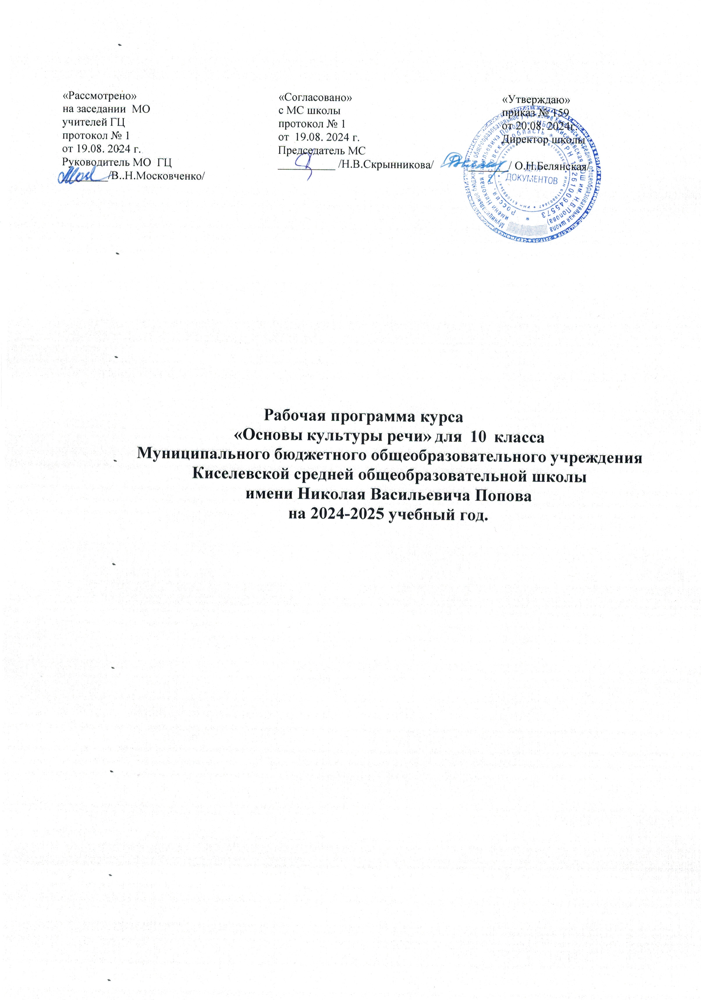 «Рассмотрено»
на заседании МО
учителей ГЦ
протокол № 1
от 19.08. 2024 г.
Руководитель МО ГЦ
________/В..Н.Московченко/
«Согласовано»
с МС школы
протокол № 1
от 19.08. 2024 г.
Председатель МС
__________ /Н.В.Скрынникова/
«Утверждаю»
приказ № 159
от 20.08. 2024г.
Директор школы
________/ О.Н.Белянская/
ДЛЯ
ДОКУМЕНТОВ
Рабочая программа курса
«Основы культуры речи» для 10 класса
Муниципального бюджетного общеобразовательного учреждения
Киселевской средней общеобразовательной школы
имени Николая Васильевича Попова
на 2024-2025 учебный год.